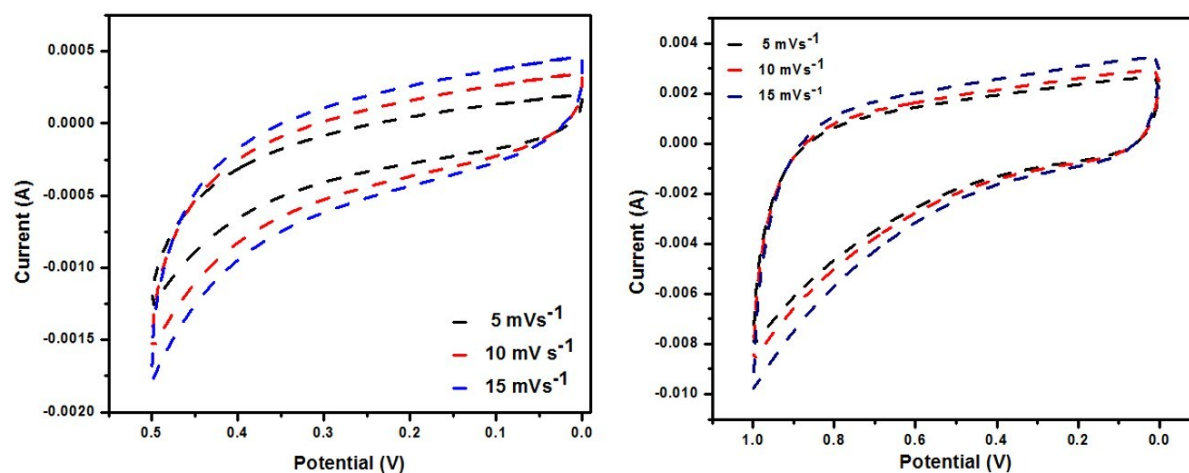 0.0005
0.0000
-0.0005
-0.0010
-0.0015
-0.0020
Current (A)
5 mVs-1
10 mV s-1
15 mVs-1
0.5 0.4 0.3 0.2 0.1 0.0
Potential (V)
0.004
0.002
0.000
-0.002
-0.004
-0.006
-0.008
-0.010
Current (A)
5 mVs-1
10 mVs-1
15 mVs-1
1.0 0.8 0.6 0.4 0.2 0.0
Potential (V)